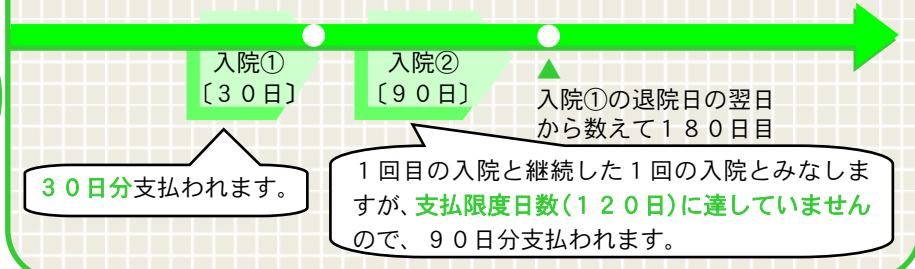 入院①
〔３０日〕
入院②
〔９０日〕
▲
入院①の退院日の翌日
から数えて１８０日目
３０日分支払われます。
１回目の入院と継続した１回の入院とみなしま
すが、支払限度日数(１２０日)に達していません
ので、９０日分支払われます。